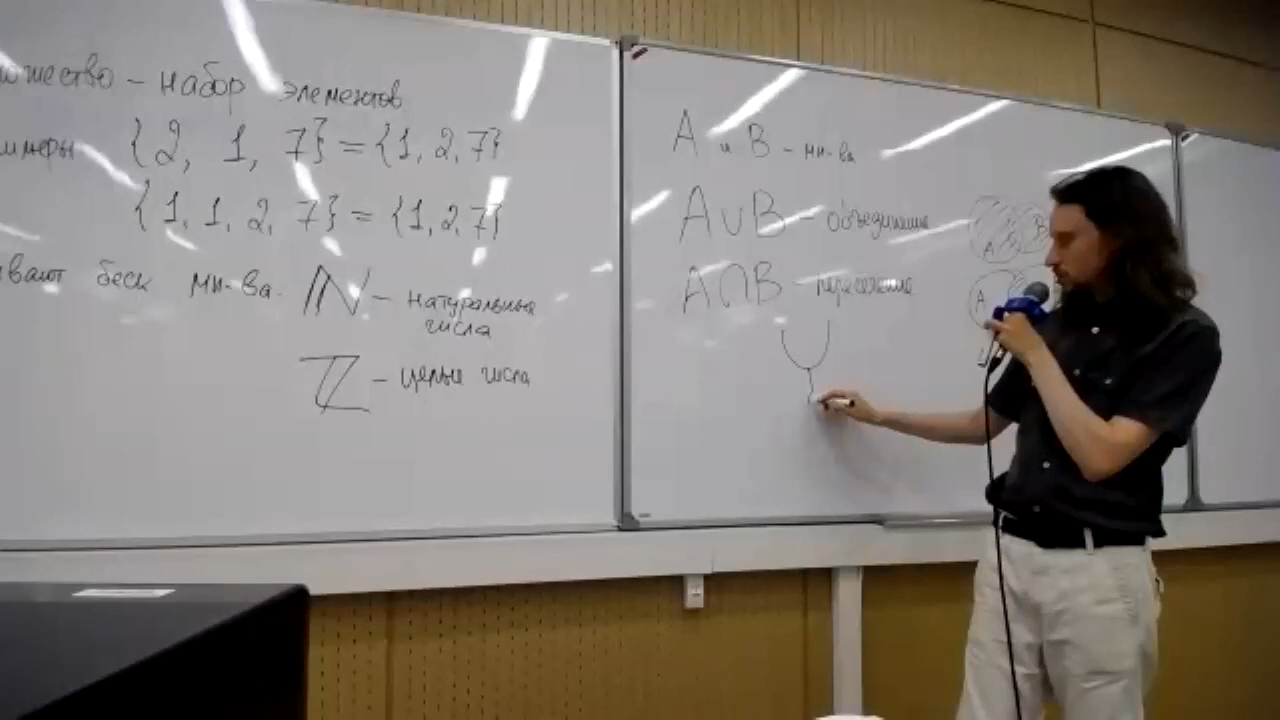 ожество – набор элементов
имеры {2, 1, 7} = {1, 2, 7}
{1, 1, 2, 7} = {1, 2, 7}
вают беск мн-ва. ℕ – натуральные
числа
ℤ – целые числа
A и B – мн-ва
A∪B – объединение
A∩B – пересечение
A B
A